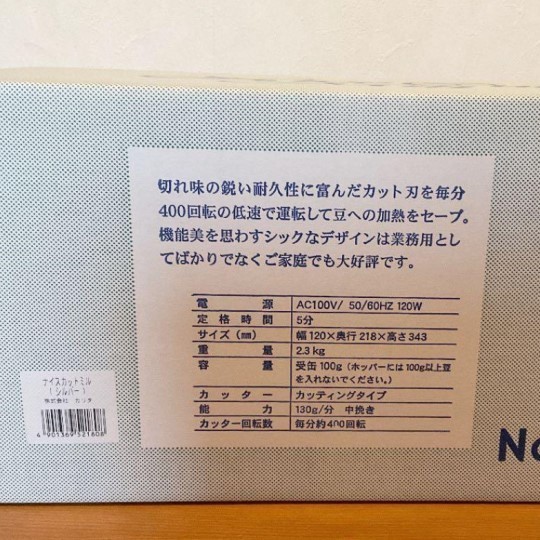 切れ味の鋭い耐久性に富んだカット刃を毎分
400回転の低速で運転して豆への加熱をセーブ。
機能美を思わすシックなデザインは業務用とし
てばかりでなくご家庭でも大好評です。
電源 AC100V/ 50/60HZ 120W
定格時間 5分
サイズ(㎜) 幅120×奥行218×高さ343
重量 2.3kg
容量 受缶100g(ホッパーには100g以上豆
を入れないでください。)
カッター カッティングタイプ
能力 130g/分 中挽き
カッター回転数 毎分約400回転
ナイスカットミル
(シルバー)
株式会社 カリタ
4 901369 521808
No